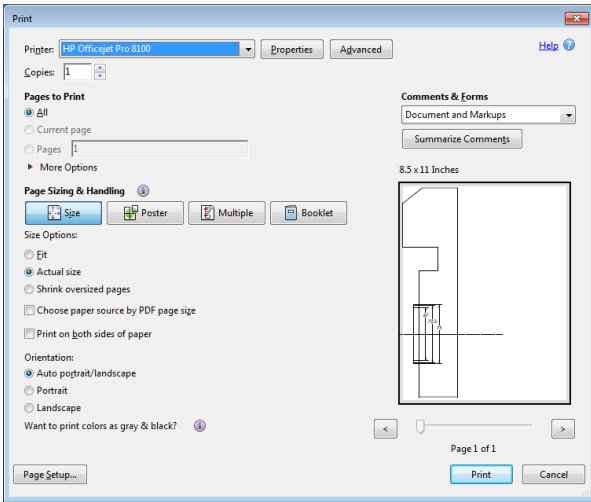 Print
Printer: HP Officejet Pro 8100 Properties Advanced Help
Copies: 1
Pages to Print
All
Current page
Pages 1
More Options
Comments & Forms
Document and Markups
Summarize Comments
8.5 x 11 Inches
Page Sizing & Handling
Size Poster Multiple Booklet
Size Options:
Fit
Actual size
Shrink oversized pages
Choose paper source by PDF page size
Print on both sides of paper
Orientation:
Auto portrait/landscape
Portrait
Landscape
Want to print colors as gray & black?
< >
Page 1 of 1
Page Setup... Print Cancel